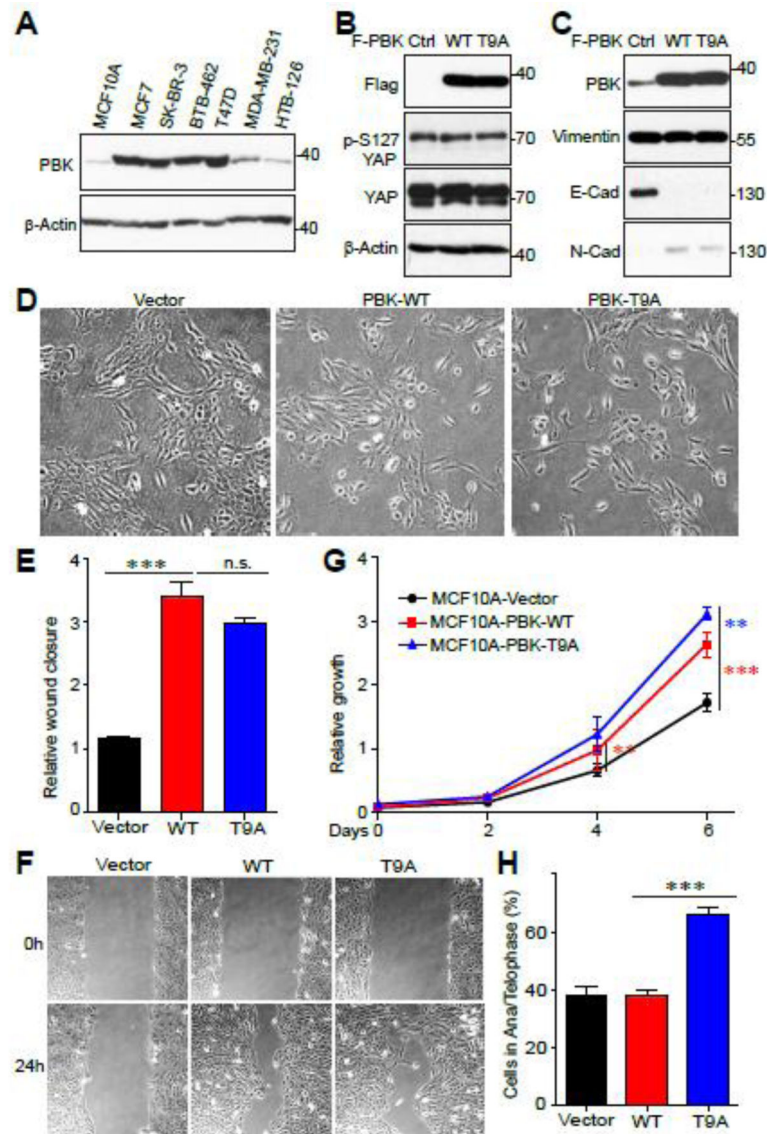 A
MCF10A
MCF7
SK-BR-3
BTB-462
T47D
MDA-MB-231
HTB-126
PBK
40
β-Actin
40
B
F-PBK Ctrl WT T9A
Flag
40
p-S127
YAP
70
YAP
70
β-Actin
40
C
F-PBK Ctrl WT T9A
PBK
40
Vimentin
55
E-Cad
130
N-Cad
130
D
Vector
PBK-WT
PBK-T9A
E
Relative wound closure
4
3
2
1
0
***
n.s.
Vector WT T9A
G
Relative growth
4
3
2
1
0
MCF10A-Vector
MCF10A-PBK-WT
MCF10A-PBK-T9A
**
**
***
Days 0 2 4 6
F
Vector WT T9A
0h
24h
H
Cells in Ana/Telophase (%)
60
40
20
0
***
Vector WT T9A